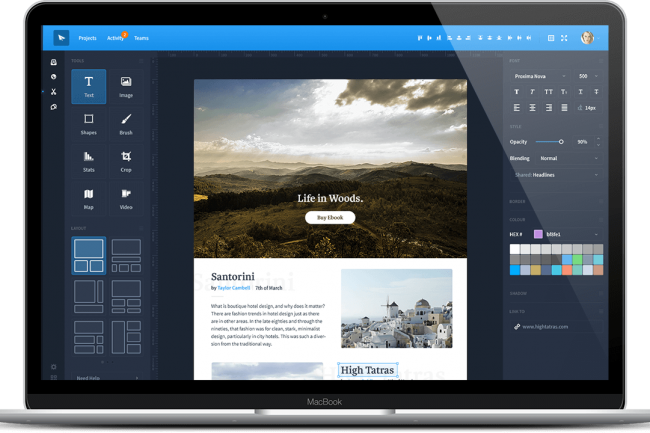 Projects
Activity
Teams
TOOLS
Text
Image
Shapes
Brush
Stats
Crop
Map
Video
LAYOUT
Need Help
Life in Woods.
Buy Ebook
Santorini
by Taylor Cambell | 7th of March
What is boutique hotel design, and why does it matter?
There are fashion trends in hotel design just as there
are in other areas. In the late eighties and through the
nineties, that fashion was for clean, stark, minimalist
design, particularly in city hotels. This was such a diver-
sion from the traditional way.
High Tatras
FONT
Proxima Nova
500
14px
STYLE
Opacity
90%
Blending
Normal
Shared: Headlines
BORDER
COLOUR
HEX #
SHADOW
LINK TO
www.hightatras.com
MacBook